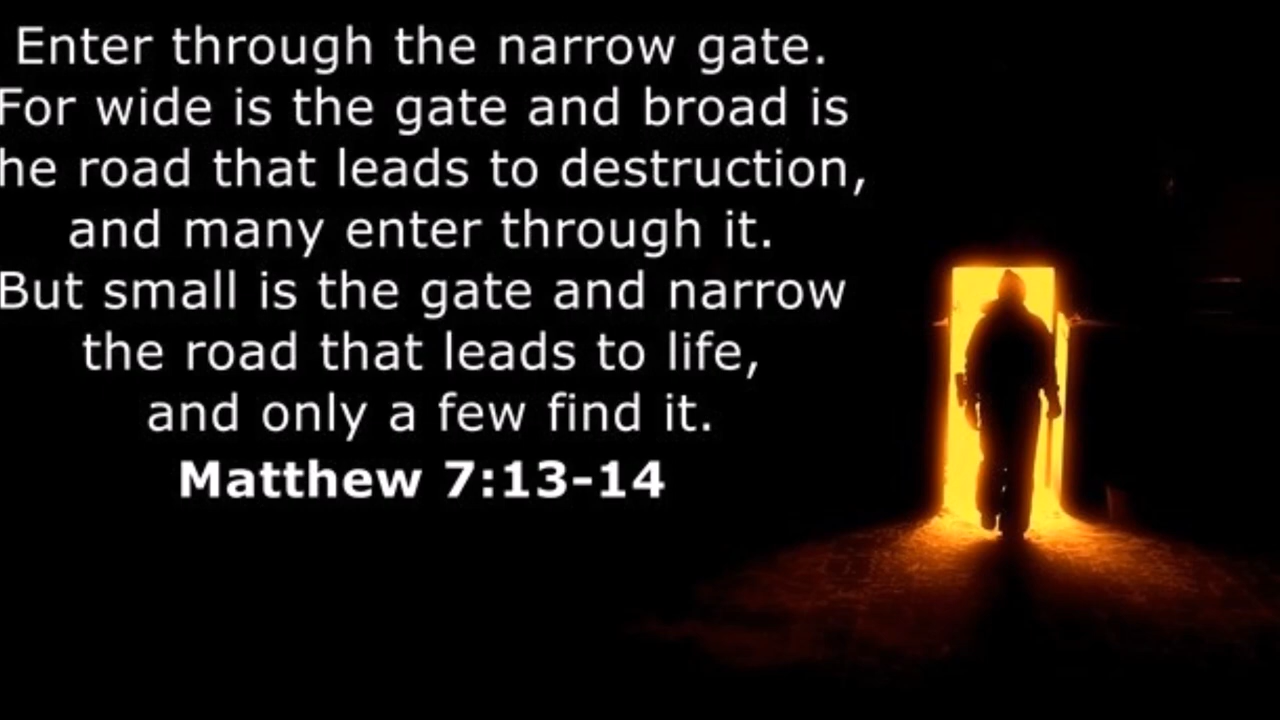 Enter through the narrow gate.
For wide is the gate and broad is
he road that leads to destruction,
and many enter through it.
But small is the gate and narrow
the road that leads to life,
and only a few find it.
Matthew 7:13-14